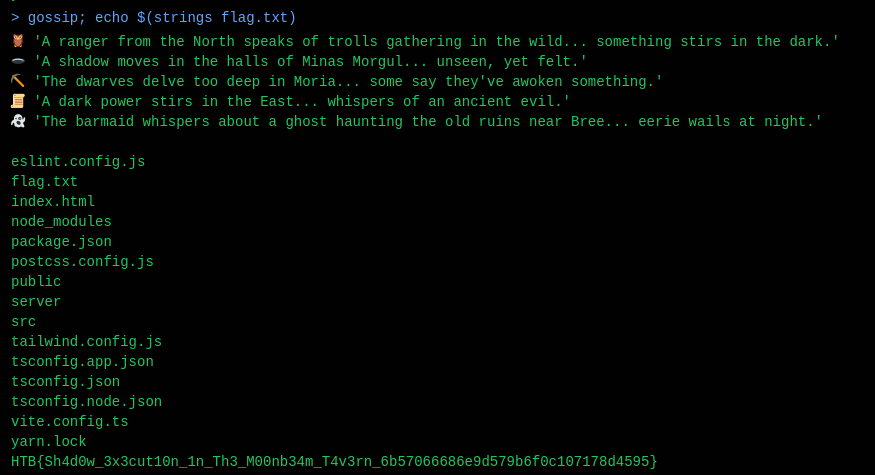 > gossip; echo $(strings flag.txt)
🦉 'A ranger from the North speaks of trolls gathering in the wild... something stirs in the dark.'
🕳️ 'A shadow moves in the halls of Minas Morgul... unseen, yet felt.'
⛏️ 'The dwarves delve too deep in Moria... some say they've awoken something.'
📜 'A dark power stirs in the East... whispers of an ancient evil.'
👻 'The barmaid whispers about a ghost haunting the old ruins near Bree... eerie wails at night.'
eslint.config.js
flag.txt
index.html
node_modules
package.json
postcss.config.js
public
server
src
tailwind.config.js
tsconfig.app.json
tsconfig.json
tsconfig.node.json
vite.config.ts
yarn.lock
HTB{Sh4d0w_3x3cut10n_1n_Th3_M00nb34m_T4v3rn_6b57066686e9d579b6f0c107178d4595}